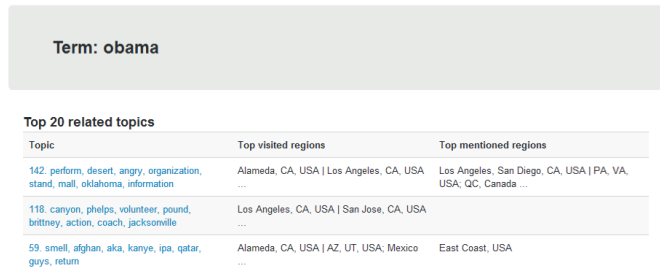 Term: obama
Top 20 related topics
Topic Top visited regions Top mentioned regions
142. perform, desert, angry, organization, Alameda, CA, USA | Los Angeles, CA, USA Los Angeles, San Diego, CA, USA | PA, VA,
stand, mall, oklahoma, information ... USA; QC, Canada ...
118. canyon, phelps, volunteer, pound, Los Angeles, CA, USA | San Jose, CA, USA
brittney, action, coach, jacksonville ...
59. smell, afghan, aka, kanye, ipa, qatar, Alameda, CA, USA | AZ, UT, USA; Mexico East Coast, USA
guys, return ...